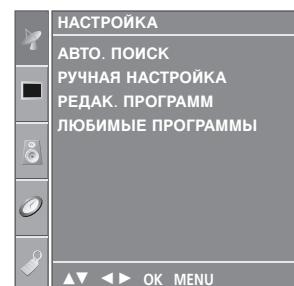 НАСТРОЙКА
АВТО. ПОИСК
РУЧНАЯ НАСТРОЙКА
РЕДАК. ПРОГРАММ
ЛЮБИМЫЕ ПРОГРАММЫ
▲▼ ◄► OK MENU